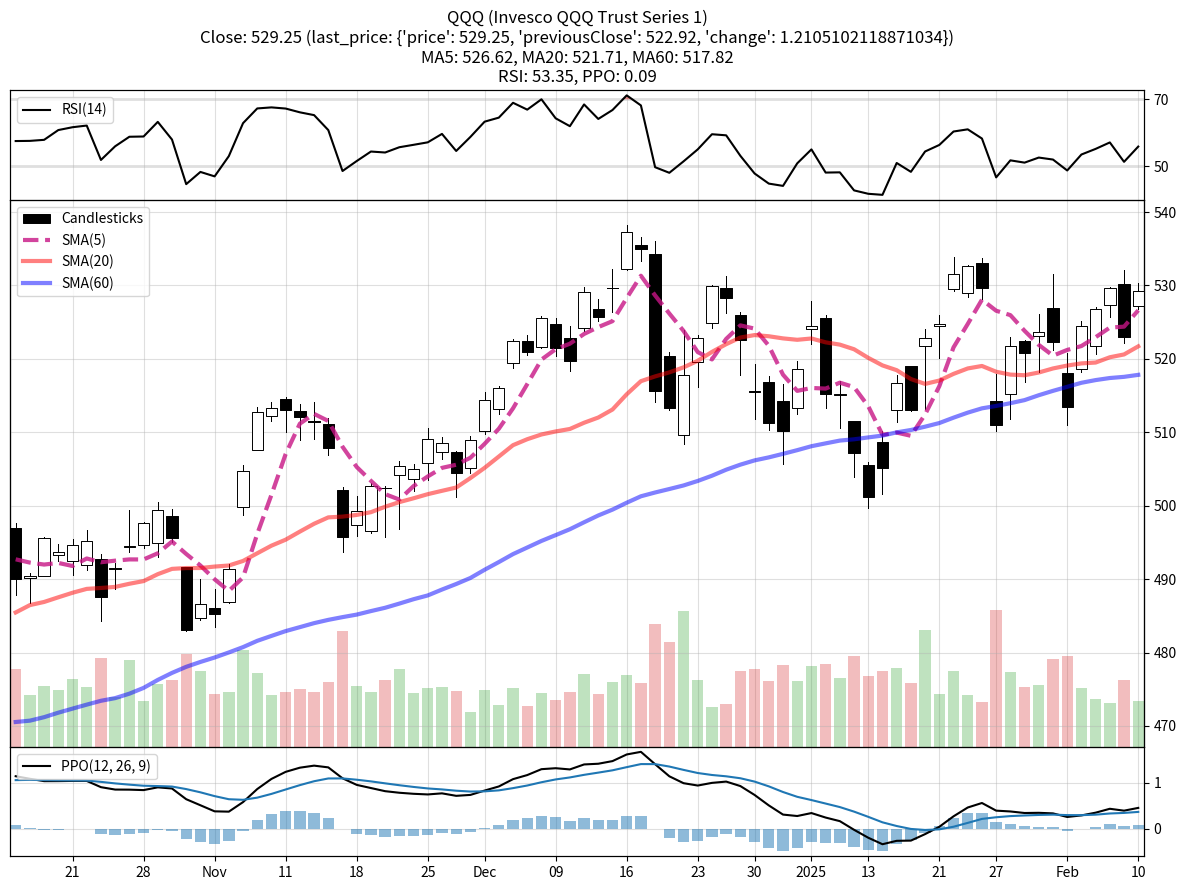 QQQ (Invesco QQQ Trust Series 1)
Close: 529.25 (last_price: {'price': 529.25, 'previousClose': 522.92, 'change': 1.2105102118871034})
MA5: 526.62, MA20: 521.71, MA60: 517.82
RSI: 53.35, PPO: 0.09
RSI(14)
70
50
Candlesticks
SMA(5)
SMA(20)
SMA(60)
540
530
520
510
500
490
480
470
PPO(12, 26, 9)
1
0
21 28 Nov 11 18 25 Dec 09 16 23 30 2025 13 21 27 Feb 10